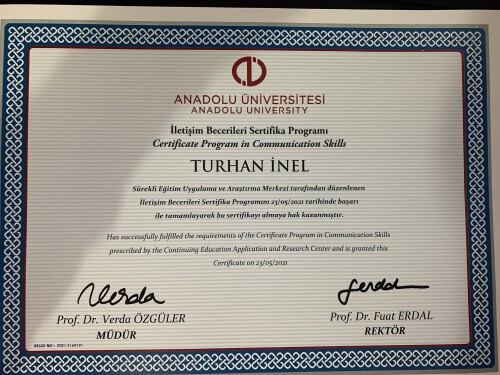 ANADOLU ÜNİVERSİTESİ
ANADOLU UNIVERSITY
İletişim Becerileri Sertifika Programı
Certificate Program in Communication Skills
TURHAN İNEL
Sürekli Eğitim Uygulama ve Araştırma Merkezi tarafından düzenlenen
İletişim Becerileri Sertifika Programını 23/05/2021 tarihinde başarı
ile tamamlayarak bu sertifikayı almaya hak kazanmıştır.
Has successfully fulfilled the requirements of the Certificate Program in Communication Skills
prescribed by the Continuing Education Application and Research Center and is granted this
Certificate on 23/05/2021
Verda
Prof. Dr. Verda ÖZGÜLER
MÜDÜR
Prof. Dr. Fuat ERDAL
REKTÖR
BELGE NO :